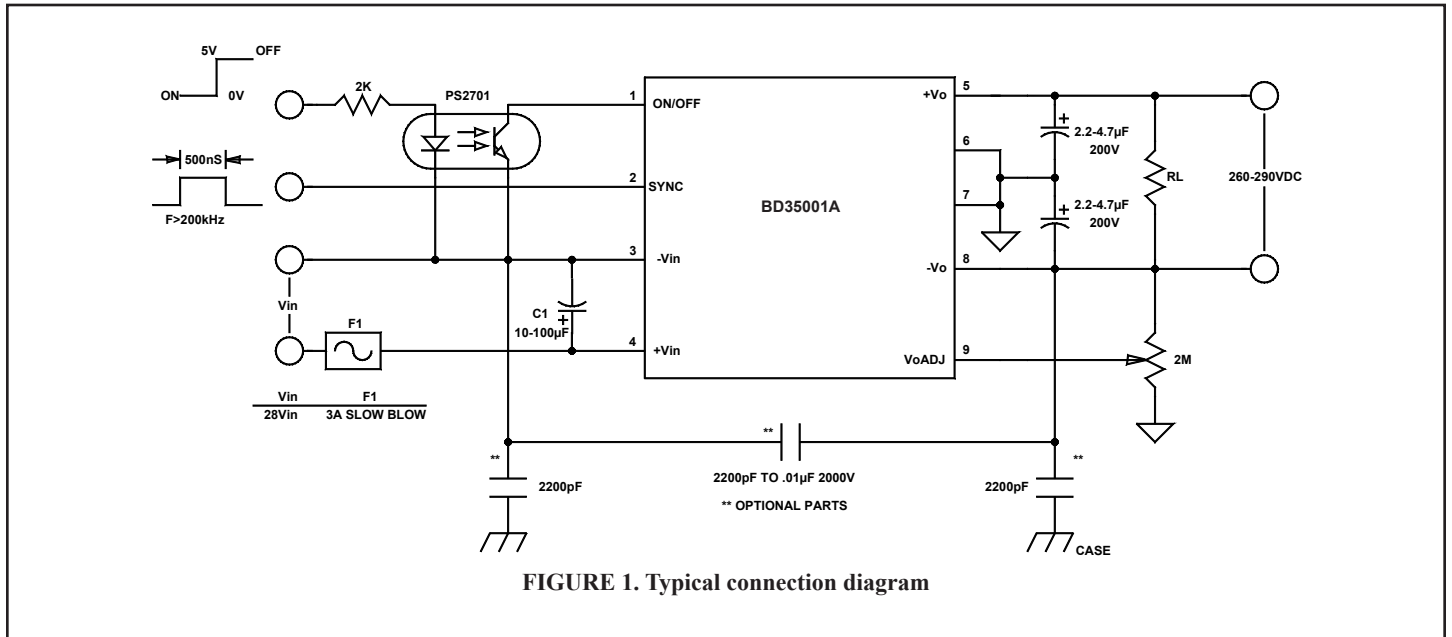 5V OFF
ON 0V
2K
PS2701
500nS
F>200kHz
Vin
F1
Vin F1
28Vin 3A SLOW BLOW
C1
+
10-100µF
1 ON/OFF
2 SYNC
3 -Vin
4 +Vin
BD35001A
+Vo 5
6
7
-Vo 8
VoADJ 9
+
2.2-4.7µF
200V
+
2.2-4.7µF
200V
RL
260-290VDC
2M
**
2200pF
**
2200pF TO .01µF 2000V
** OPTIONAL PARTS
**
2200pF
CASE
FIGURE 1. Typical connection diagram